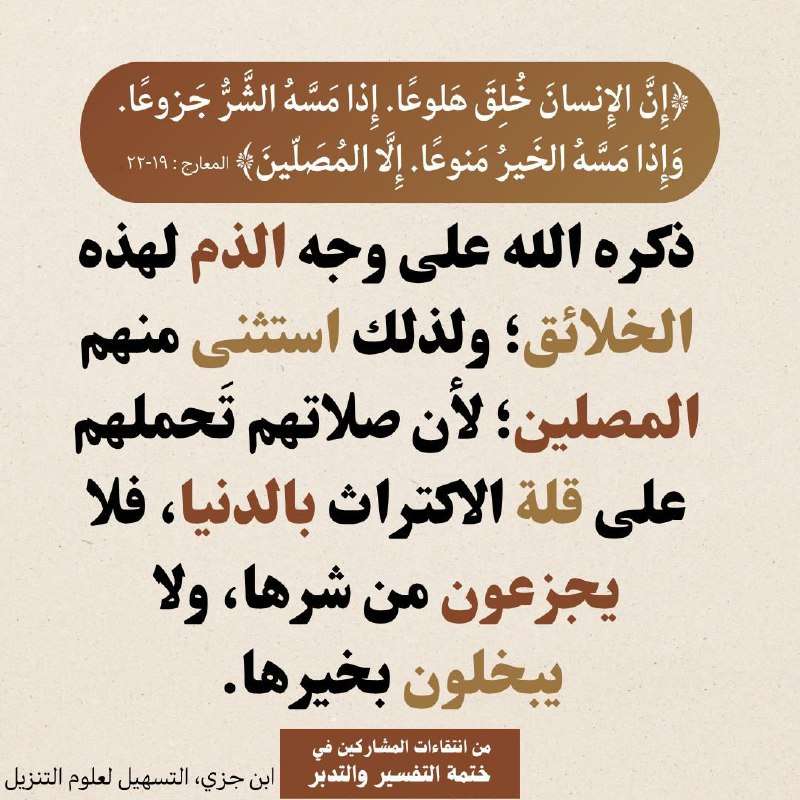 ﴿إِنَّ الإِنسانَ خُلِقَ هَلوعًا. إِذا مَسَّهُ الشَّرُّ جَزوعًا.
وَإِذا مَسَّهُ الخَيرُ مَنوعًا. إِلَّا المُصَلّينَ﴾ المعارج : ١٩-٢٢
ذكره الله على وجه الذم لهذه
الخلائق؛ ولذلك استثنى منهم
المصلين؛ لأن صلاتهم تَحملهم
على قلة الاكتراث بالدنيا، فلا
يجزعون من شرها، ولا
يبخلون بخيرها.
من انتقاءات المشاركين في
ختمة التفسير والتدبر
ابن جزي، التسهيل لعلوم التنزيل